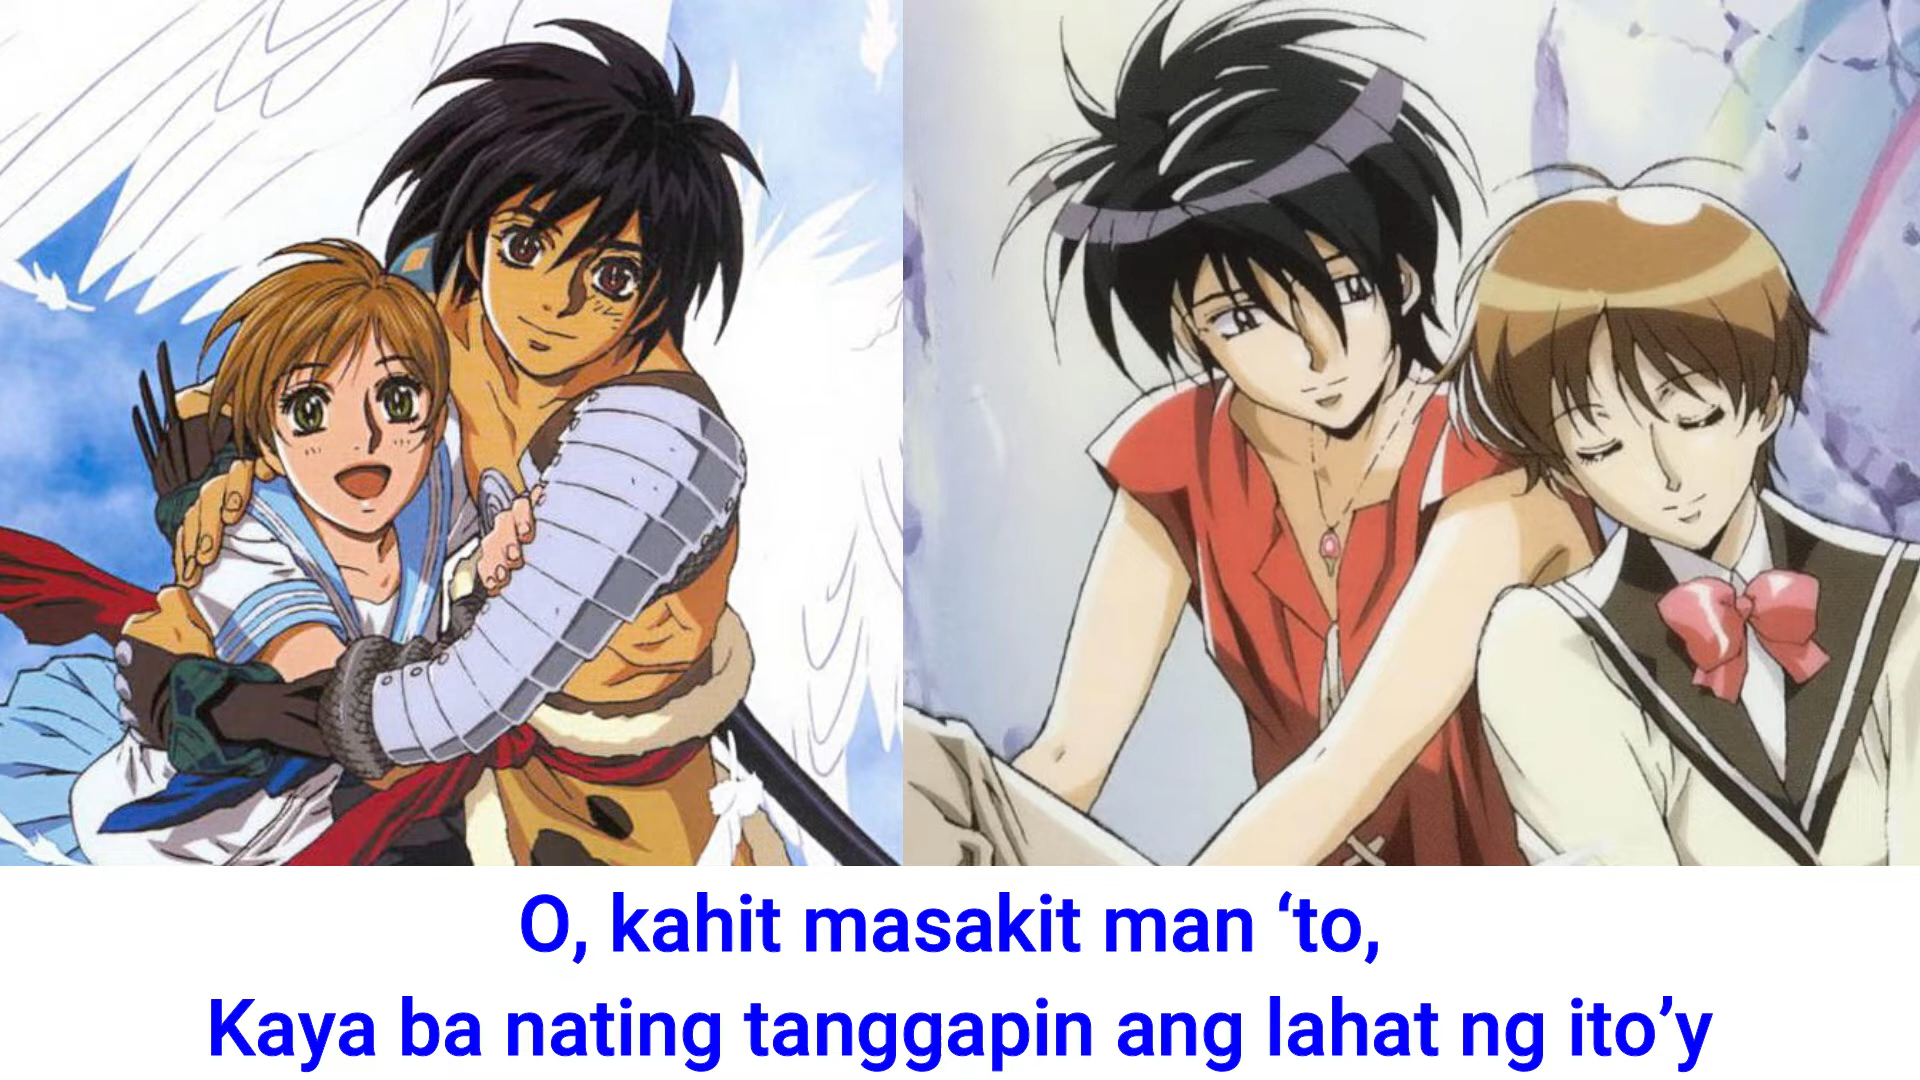 O, kahit masakit man ‘to,
Kaya ba nating tanggapin ang lahat ng ito’y